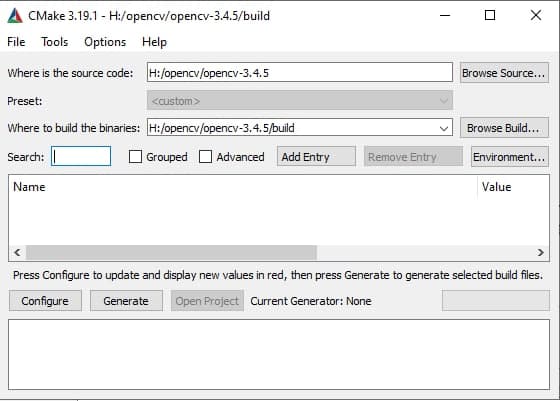 CMake 3.19.1 - H:/opencv/opencv-3.4.5/build
File Tools Options Help
Where is the source code: H:/opencv/opencv-3.4.5 Browse Source...
Preset: <custom>
Where to build the binaries: H:/opencv/opencv-3.4.5/build Browse Build...
Search: Grouped Advanced Add Entry Remove Entry Environment...
Name Value
Press Configure to update and display new values in red, then press Generate to generate selected build files.
Configure Generate Open Project Current Generator: None